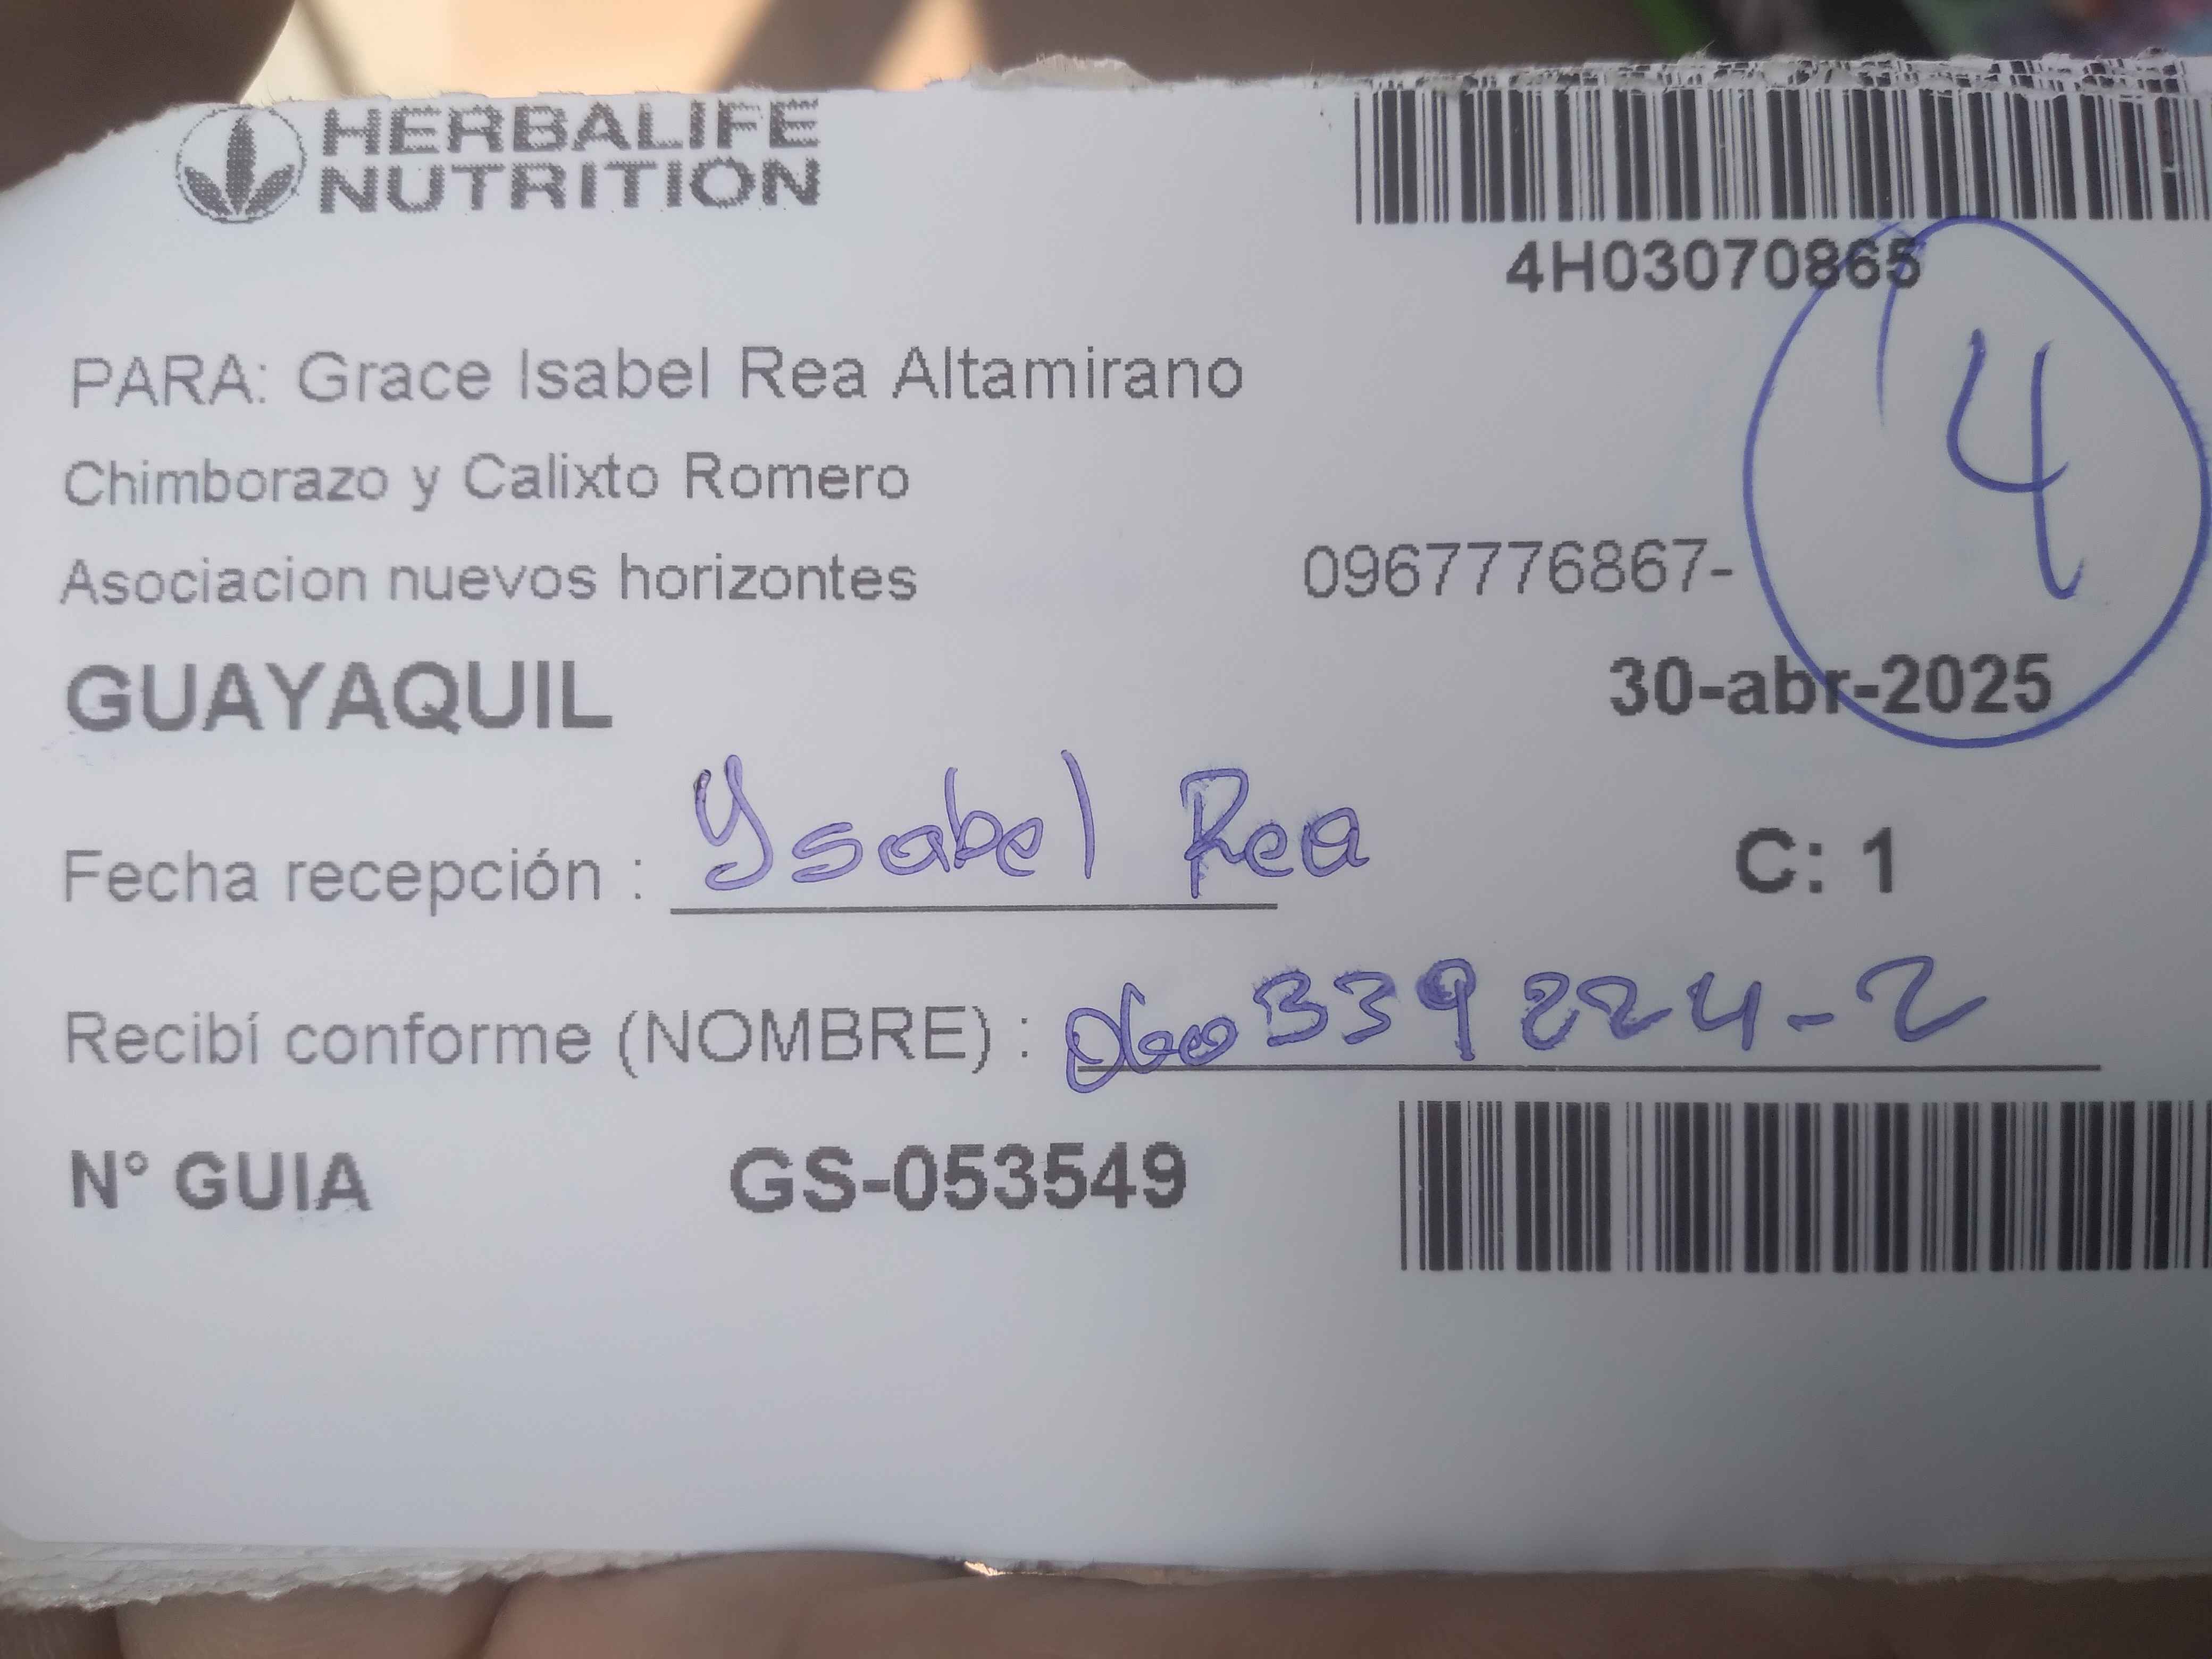 HERBALIFE
NUTRITION
4H03070865
4
PARA: Grace Isabel Rea Altamirano
Chimborazo y Calixto Romero
Asociacion nuevos horizontes 0967776867-
GUAYAQUIL 30-abr-2025
Fecha recepción : Ysabel Rea C: 1
Recibí conforme (NOMBRE) : 060339224-2
N° GUIA GS-053549